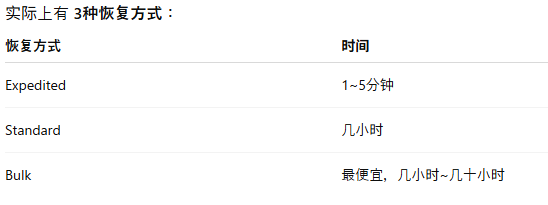 实际上有 3种恢复方式：
恢复方式 时间
Expedited 1~5分钟
Standard 几小时
Bulk 最便宜，几小时~几十小时